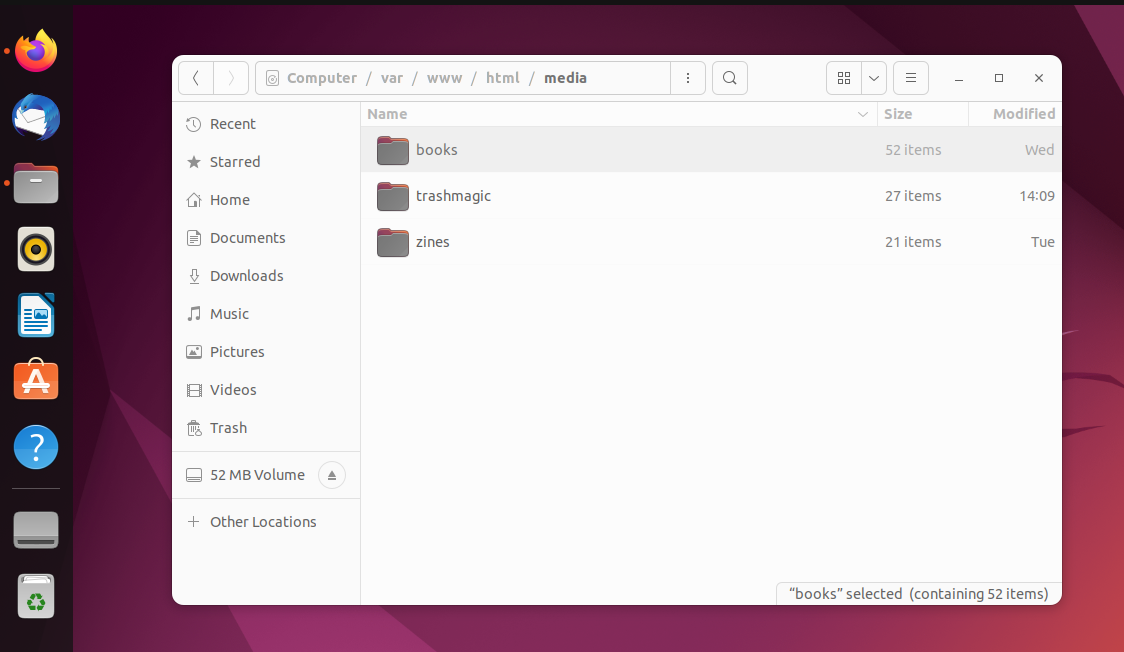 Computer / var / www / html / media
Name Size Modified
Recent
Starred
Home
Documents
Downloads
Music
Pictures
Videos
Trash
52 MB Volume
+ Other Locations
books 52 items Wed
trashmagic 27 items 14:09
zines 21 items Tue
“books” selected (containing 52 items)
?